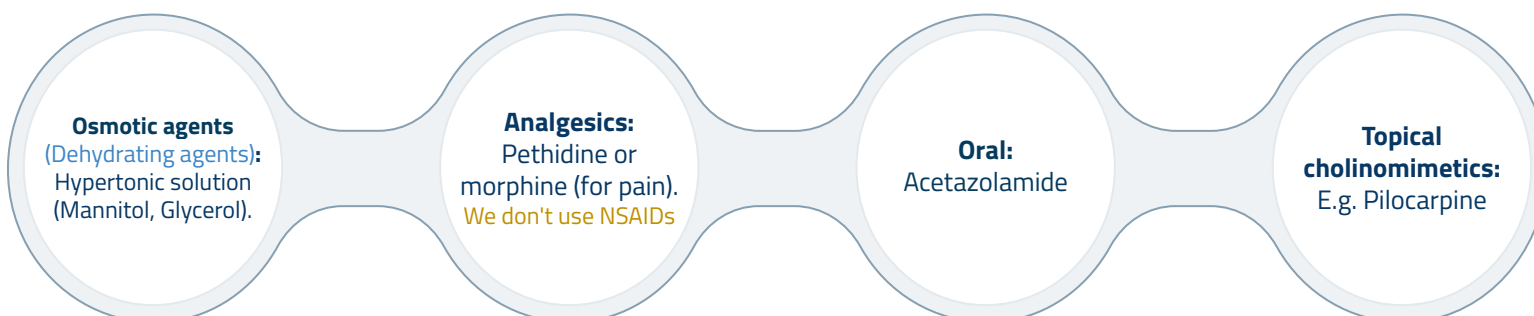 Osmotic agents
(Dehydrating agents):
Hypertonic solution
(Mannitol, Glycerol).
Analgesics:
Pethidine or
morphine (for pain).
We don't use NSAIDs
Oral:
Acetazolamide
Topical
cholinomimetics:
E.g. Pilocarpine